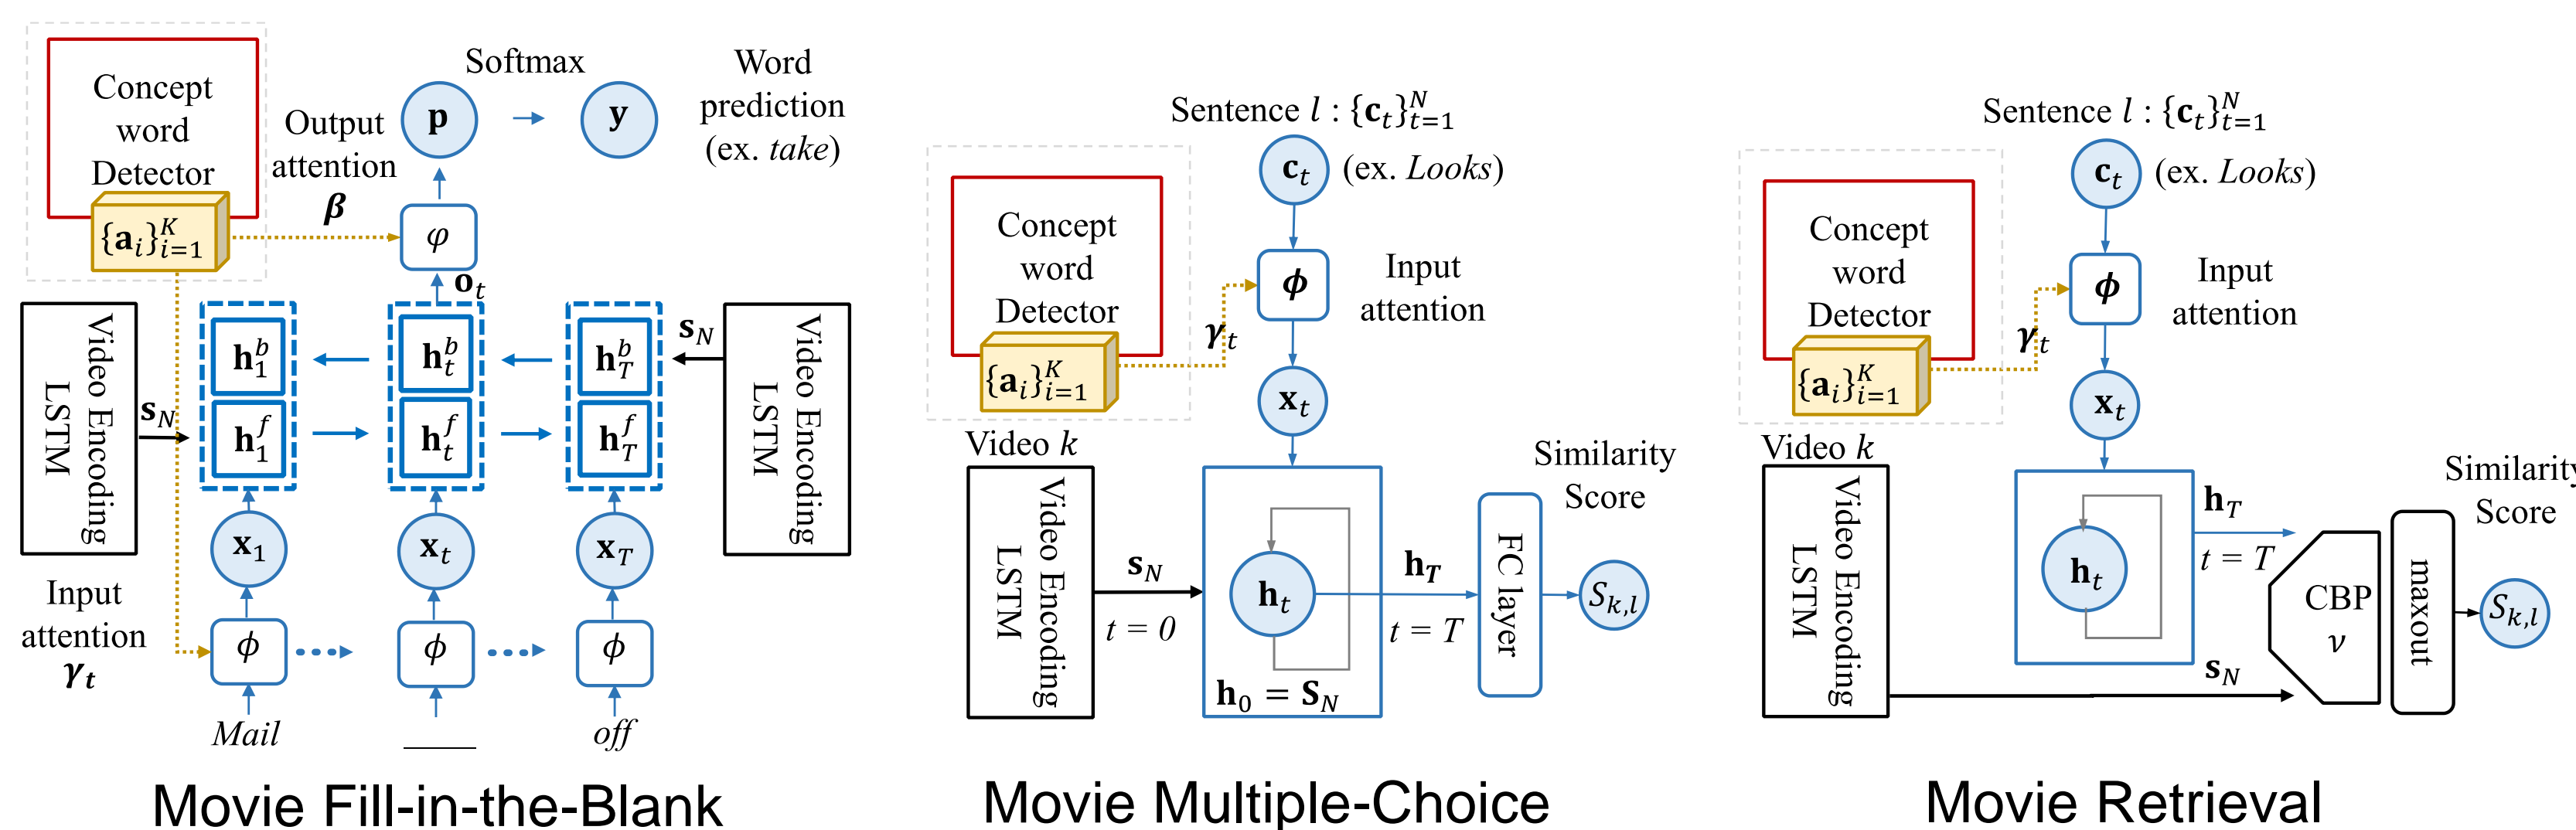 Concept
word
Detector
{a_i}_{i=1}^K
Output
attention
β
Softmax
p
y
Word
prediction
(ex. take)
φ
o_t
Video Encoding
LSTM
s_N
h_1^b
h_t^b
h_T^b
h_1^f
h_t^f
h_T^f
s_N
Video Encoding
LSTM
x_1
x_t
x_T
Input
attention
γ_t
ϕ
ϕ
ϕ
Mail
____
off
Movie Fill-in-the-Blank
Sentence l : {c_t}_{t=1}^N
c_t
(ex. Looks)
Concept
word
Detector
{a_i}_{i=1}^K
γ_t
ϕ
Input
attention
x_t
Video k
Video Encoding
LSTM
s_N
t = 0
h_t
h_0 = S_N
h_T
t = T
FC layer
Similarity
Score
S_{k,l}
Movie Multiple-Choice
Sentence l : {c_t}_{t=1}^N
c_t
(ex. Looks)
Concept
word
Detector
{a_i}_{i=1}^K
γ_t
ϕ
Input
attention
x_t
Video k
Video Encoding
LSTM
h_t
h_T
t = T
s_N
CBP
ν
maxout
Similarity
Score
S_{k,l}
Movie Retrieval